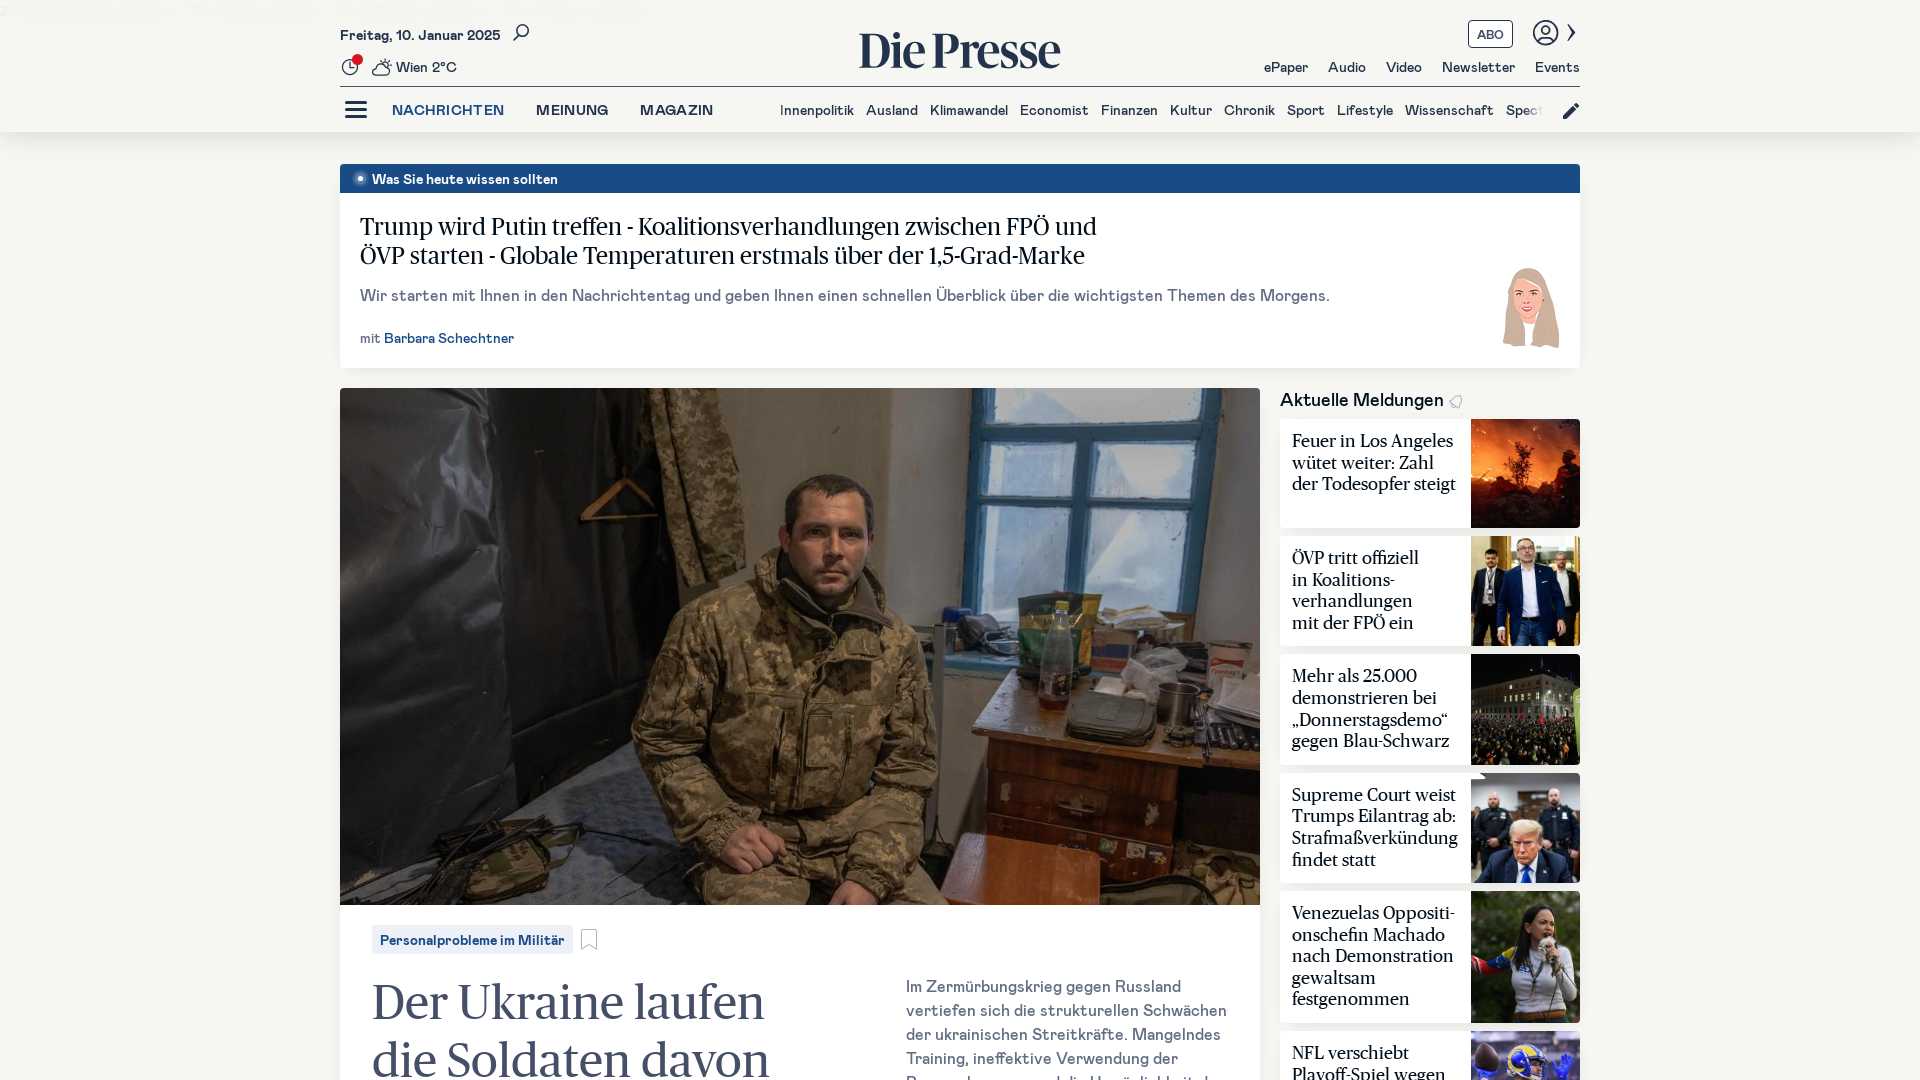 Freitag, 10. Januar 2025
Wien 2°C
Die Presse
ABO
ePaper Audio Video Newsletter Events
NACHRICHTEN MEINUNG MAGAZIN
Innenpolitik Ausland Klimawandel Economist Finanzen Kultur Chronik Sport Lifestyle Wissenschaft Spect
Was Sie heute wissen sollten
Trump wird Putin treffen - Koalitionsverhandlungen zwischen FPÖ und
ÖVP starten - Globale Temperaturen erstmals über der 1,5-Grad-Marke
Wir starten mit Ihnen in den Nachrichtentag und geben Ihnen einen schnellen Überblick über die wichtigsten Themen des Morgens.
mit Barbara Schechtner
Personalprobleme im Militär
Der Ukraine laufen
die Soldaten davon
Im Zermürbungskrieg gegen Russland
vertiefen sich die strukturellen Schwächen
der ukrainischen Streitkräfte. Mangelndes
Training, ineffektive Verwendung der
Aktuelle Meldungen
Feuer in Los Angeles
wütet weiter: Zahl
der Todesopfer steigt
ÖVP tritt offiziell
in Koalitions-
verhandlungen
mit der FPÖ ein
Mehr als 25.000
demonstrieren bei
„Donnerstagsdemo“
gegen Blau-Schwarz
Supreme Court weist
Trumps Eilantrag ab:
Strafmaßverkündung
findet statt
Venezuelas Oppositi-
onschefin Machado
nach Demonstration
gewaltsam
festgenommen
NFL verschiebt
Playoff-Spiel wegen